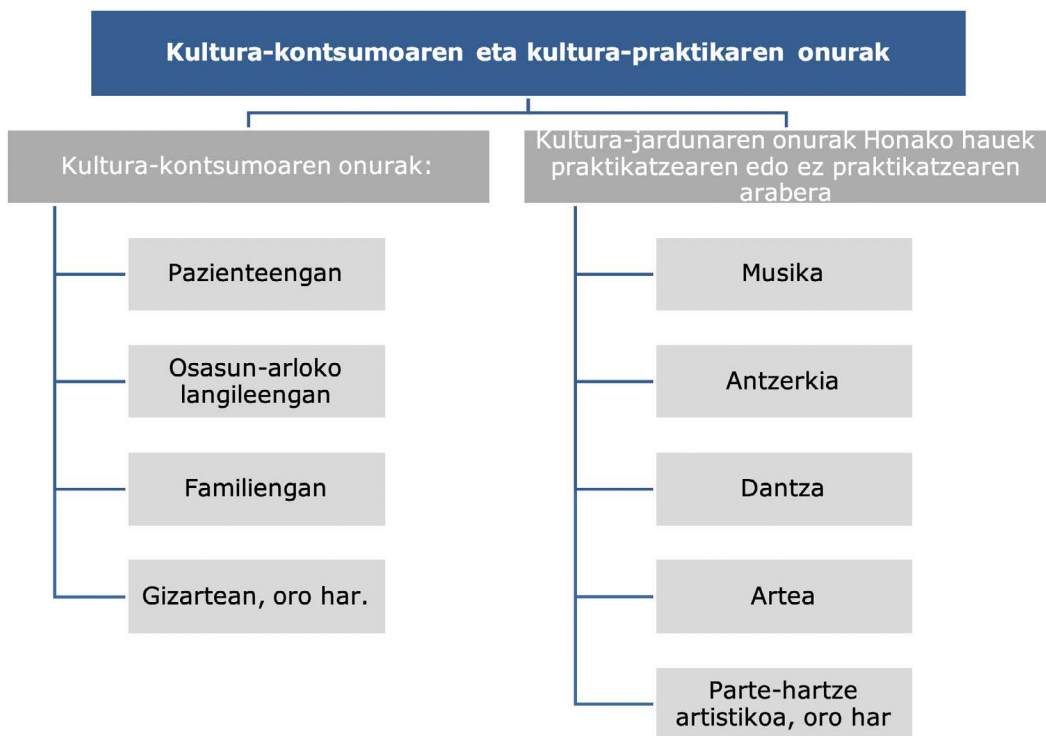 Kultura-kontsumoaren eta kultura-praktikaren onurak
Kultura-kontsumoaren onurak:
Pazienteengan
Osasun-arloko
langileengan
Familiengan
Gizartean, oro har.
Kultura-jardunaren onurak Honako hauek
praktikatzearen edo ez praktikatzearen
arabera
Musika
Antzerkia
Dantza
Artea
Parte-hartze
artistikoa, oro har